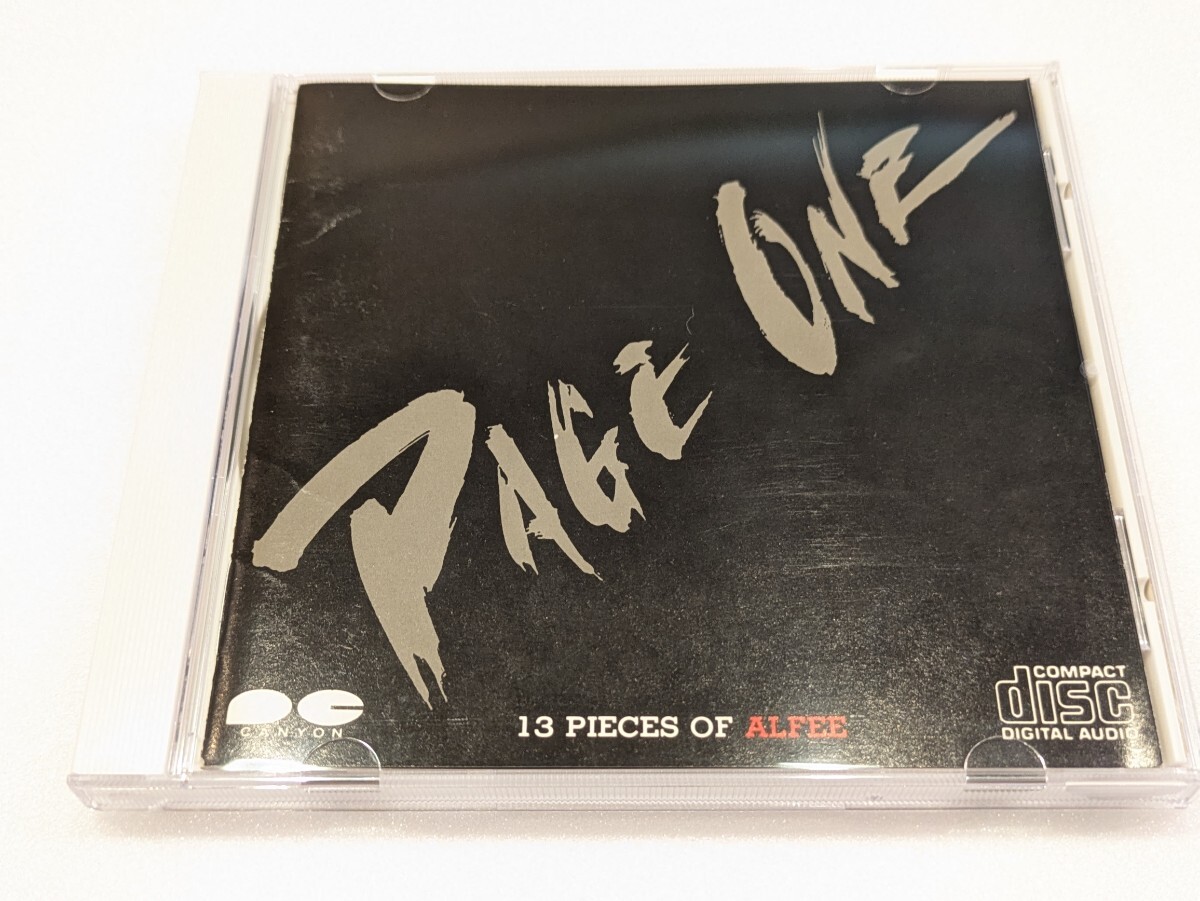 PAGE ONE
CANYON
13 PIECES OF ALFEE
COMPACT
disc
DIGITAL AUDIO